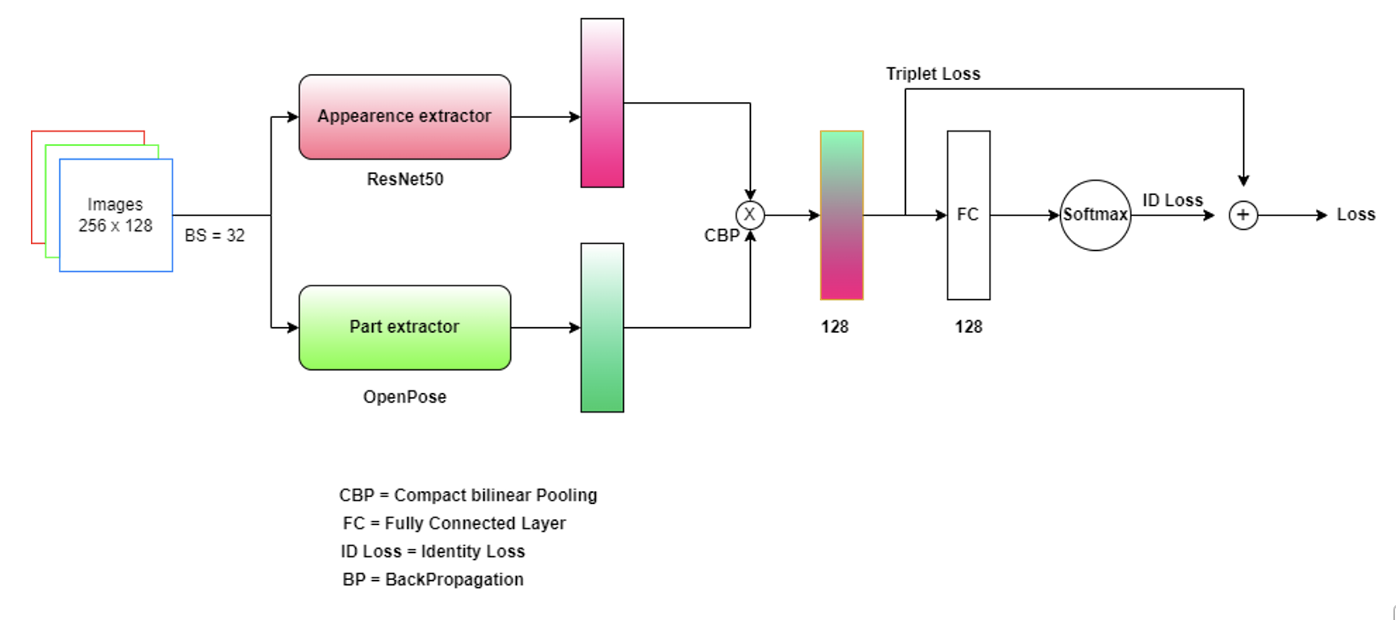 Triplet Loss
Appearence extractor
ResNet50
Images
256 x 128
BS = 32
X
CBP
FC
Softmax
ID Loss
+
Loss
Part extractor
128
128
OpenPose
CBP = Compact bilinear Pooling
FC = Fully Connected Layer
ID Loss = Identity Loss
BP = BackPropagation